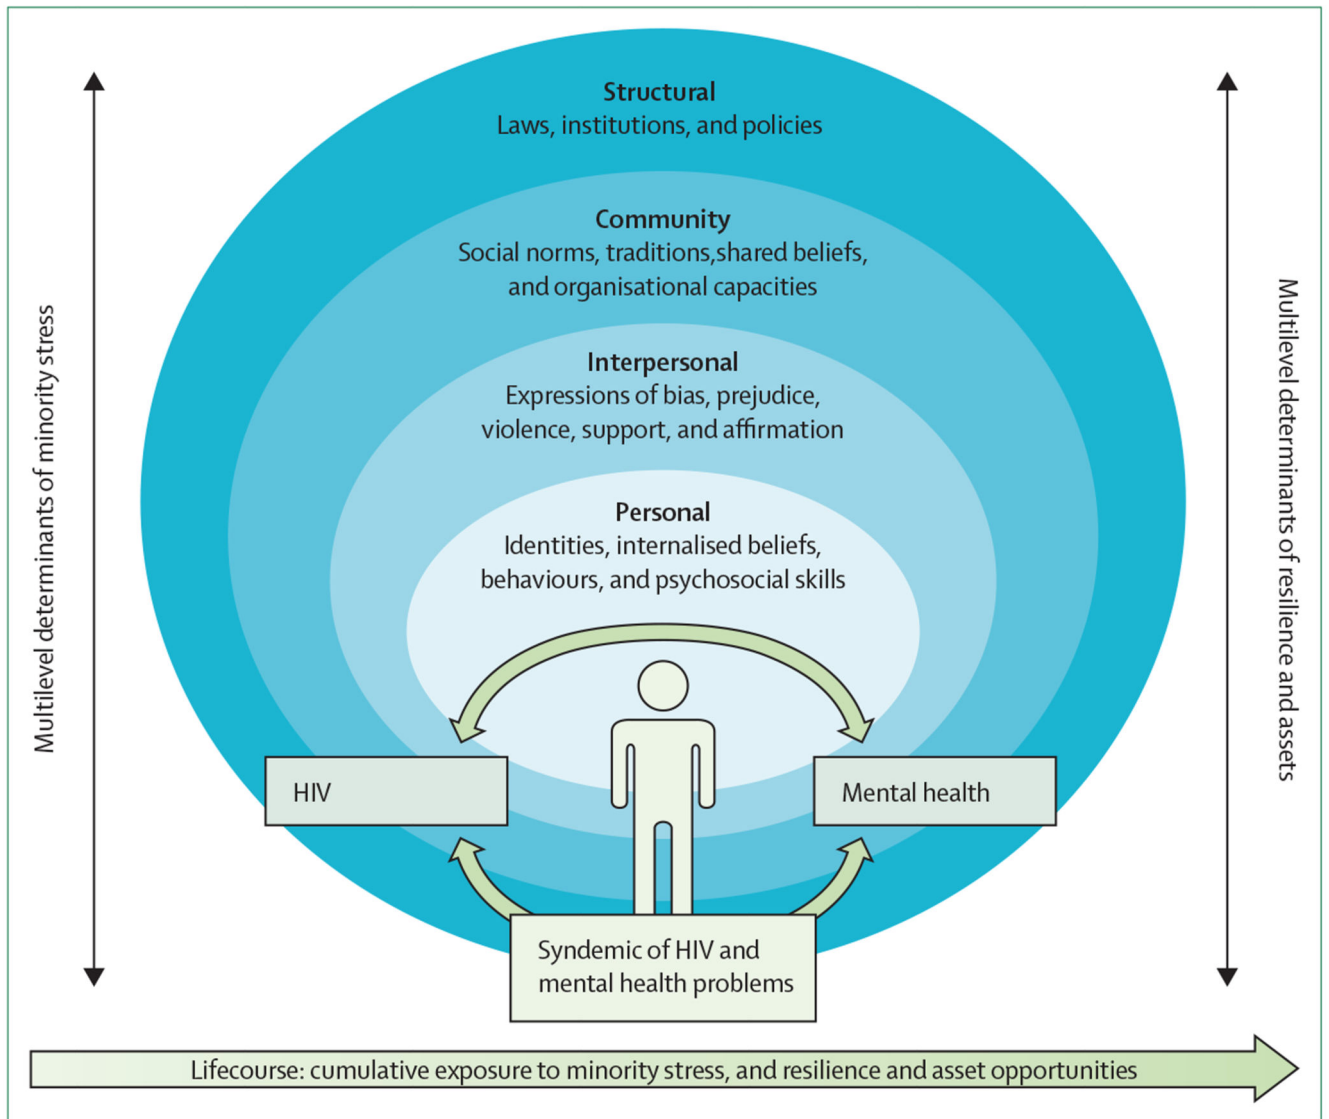 Structural
Laws, institutions, and policies
Community
Social norms, traditions,shared beliefs,
and organisational capacities
Interpersonal
Expressions of bias, prejudice,
violence, support, and affirmation
Personal
Identities, internalised beliefs,
behaviours, and psychosocial skills
Multilevel determinants of minority stress
Multilevel determinants of resilience and assets
HIV
Mental health
Syndemic of HIV and
mental health problems
Lifecourse: cumulative exposure to minority stress, and resilience and asset opportunities